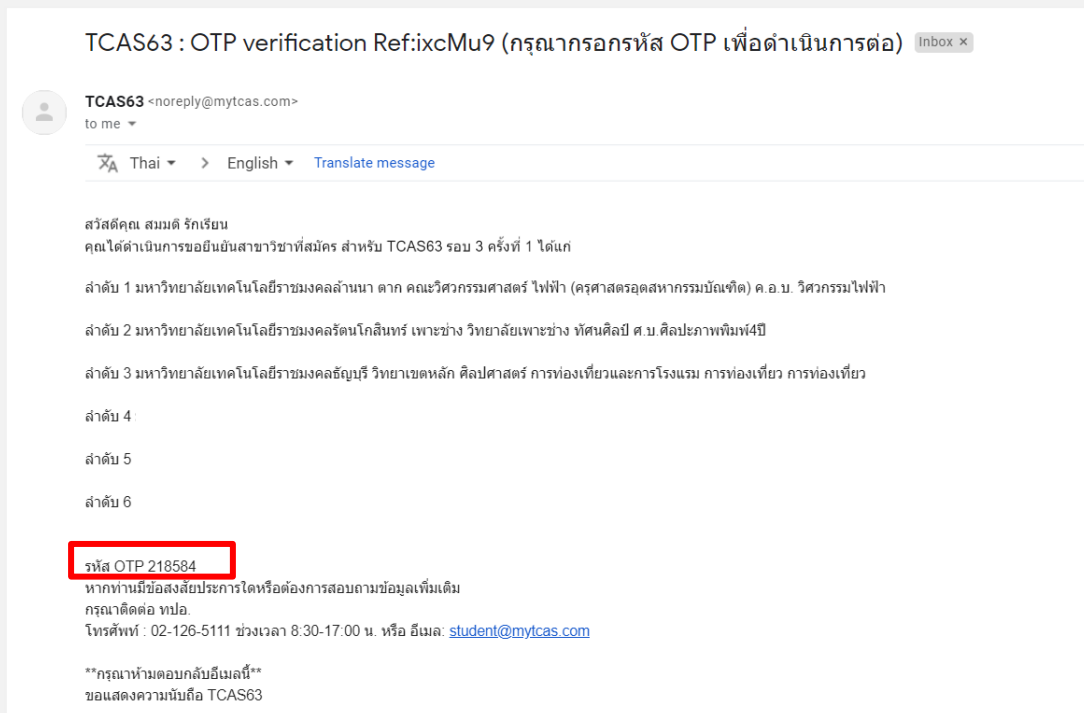 TCAS63 : OTP verification Ref:ixcMu9 (กรุณากรอกรหัส OTP เพื่อดำเนินการต่อ) Inbox ×
TCAS63 <noreply@mytcas.com>
to me
Thai > English Translate message
สวัสดีคุณ สมมติ รักเรียน
คุณได้ดำเนินการขอยืนยันสาขาวิชาที่สมัคร สำหรับ TCAS63 รอบ 3 ครั้งที่ 1 ได้แก่
ลำดับ 1 มหาวิทยาลัยเทคโนโลยีราชมงคลล้านนา ตาก คณะวิศวกรรมศาสตร์ ไฟฟ้า (ครุศาสตรอุตสาหกรรมบัณฑิต) ค.อ.บ. วิศวกรรมไฟฟ้า
ลำดับ 2 มหาวิทยาลัยเทคโนโลยีราชมงคลรัตนโกสินทร์ เพาะช่าง วิทยาลัยเพาะช่าง ทัศนศิลป์ ศ.บ.ศิลปะภาพพิมพ์4ปี
ลำดับ 3 มหาวิทยาลัยเทคโนโลยีราชมงคลธัญบุรี วิทยาเขตหลัก ศิลปศาสตร์ การท่องเที่ยวและการโรงแรม การท่องเที่ยว การท่องเที่ยว
ลำดับ 4
ลำดับ 5
ลำดับ 6
รหัส OTP 218584
หากท่านมีข้อสงสัยประการใดหรือต้องการสอบถามข้อมูลเพิ่มเติม
กรุณาติดต่อ ทปอ.
โทรศัพท์ : 02-126-5111 ช่วงเวลา 8:30-17:00 น. หรือ อีเมล: student@mytcas.com
**กรุณาห้ามตอบกลับอีเมลนี้**
ขอแสดงความนับถือ TCAS63